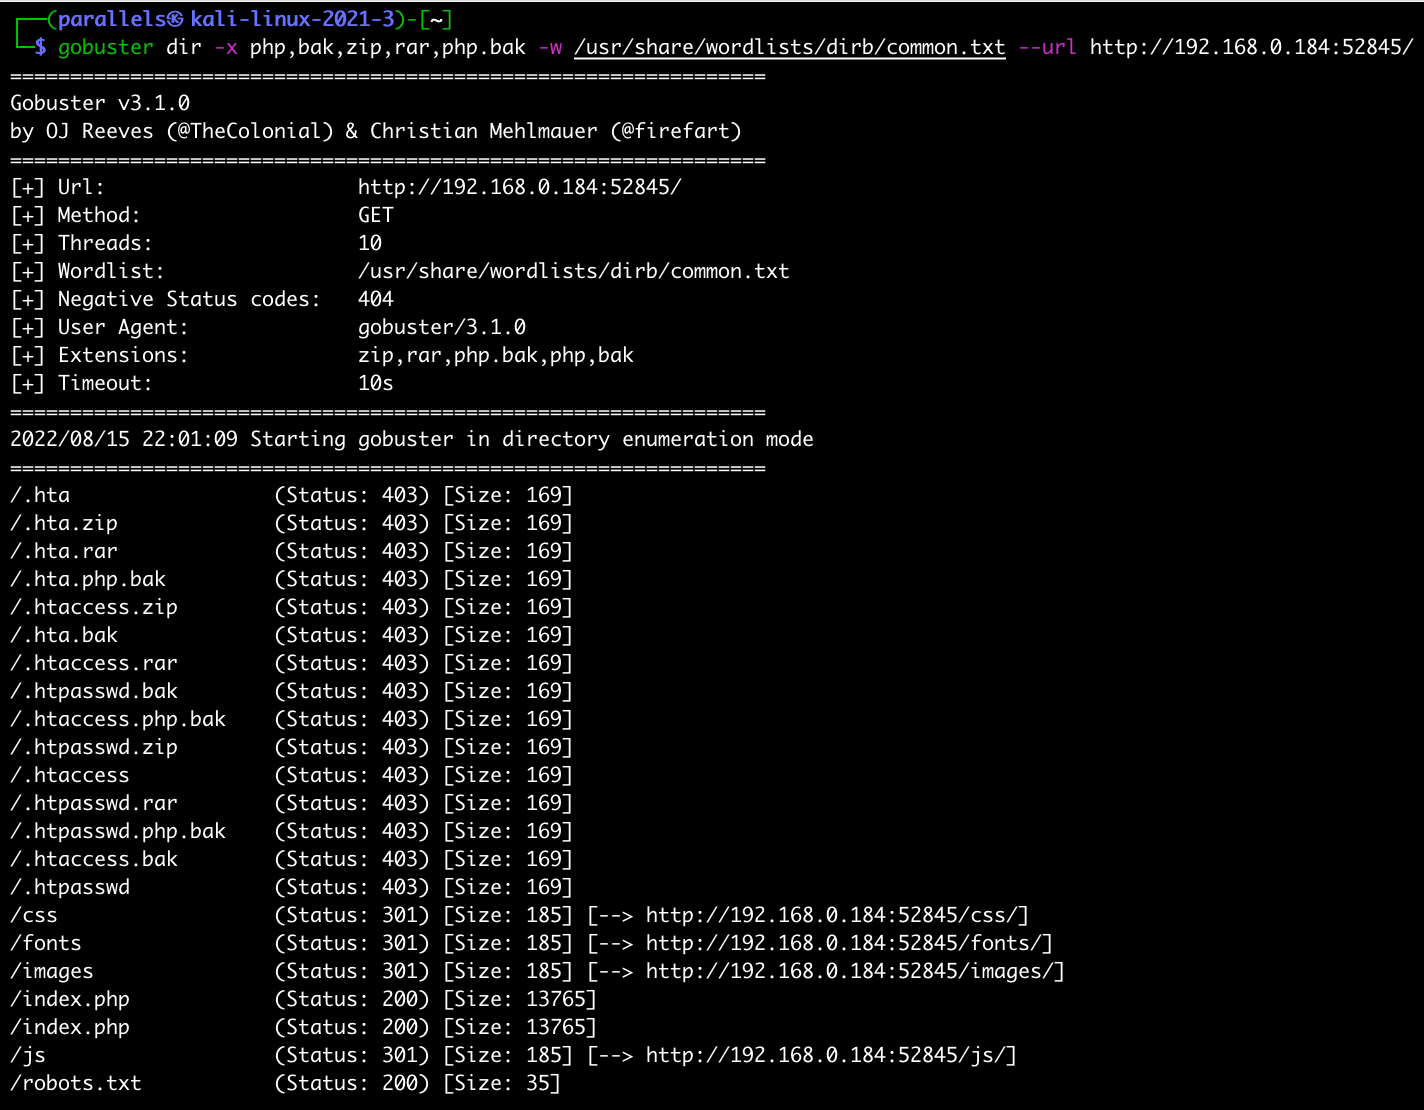 ┌──(parallels㉿kali-linux-2021-3)-[~]
└─$ gobuster dir -x php,bak,zip,rar,php.bak -w /usr/share/wordlists/dirb/common.txt --url http://192.168.0.184:52845/
===============================================================
Gobuster v3.1.0
by OJ Reeves (@TheColonial) & Christian Mehlmauer (@firefart)
===============================================================
[+] Url:                     http://192.168.0.184:52845/
[+] Method:                  GET
[+] Threads:                 10
[+] Wordlist:                /usr/share/wordlists/dirb/common.txt
[+] Negative Status codes:   404
[+] User Agent:              gobuster/3.1.0
[+] Extensions:              zip,rar,php.bak,php,bak
[+] Timeout:                 10s
===============================================================
2022/08/15 22:01:09 Starting gobuster in directory enumeration mode
===============================================================
/.hta                 (Status: 403) [Size: 169]
/.hta.zip             (Status: 403) [Size: 169]
/.hta.rar             (Status: 403) [Size: 169]
/.hta.php.bak         (Status: 403) [Size: 169]
/.htaccess.zip        (Status: 403) [Size: 169]
/.hta.bak             (Status: 403) [Size: 169]
/.htaccess.rar        (Status: 403) [Size: 169]
/.htpasswd.bak        (Status: 403) [Size: 169]
/.htaccess.php.bak    (Status: 403) [Size: 169]
/.htpasswd.zip        (Status: 403) [Size: 169]
/.htaccess            (Status: 403) [Size: 169]
/.htpasswd.rar        (Status: 403) [Size: 169]
/.htpasswd.php.bak    (Status: 403) [Size: 169]
/.htaccess.bak        (Status: 403) [Size: 169]
/.htpasswd            (Status: 403) [Size: 169]
/css                  (Status: 301) [Size: 185] [--> http://192.168.0.184:52845/css/]
/fonts                (Status: 301) [Size: 185] [--> http://192.168.0.184:52845/fonts/]
/images               (Status: 301) [Size: 185] [--> http://192.168.0.184:52845/images/]
/index.php            (Status: 200) [Size: 13765]
/index.php            (Status: 200) [Size: 13765]
/js                   (Status: 301) [Size: 185] [--> http://192.168.0.184:52845/js/]
/robots.txt           (Status: 200) [Size: 35]